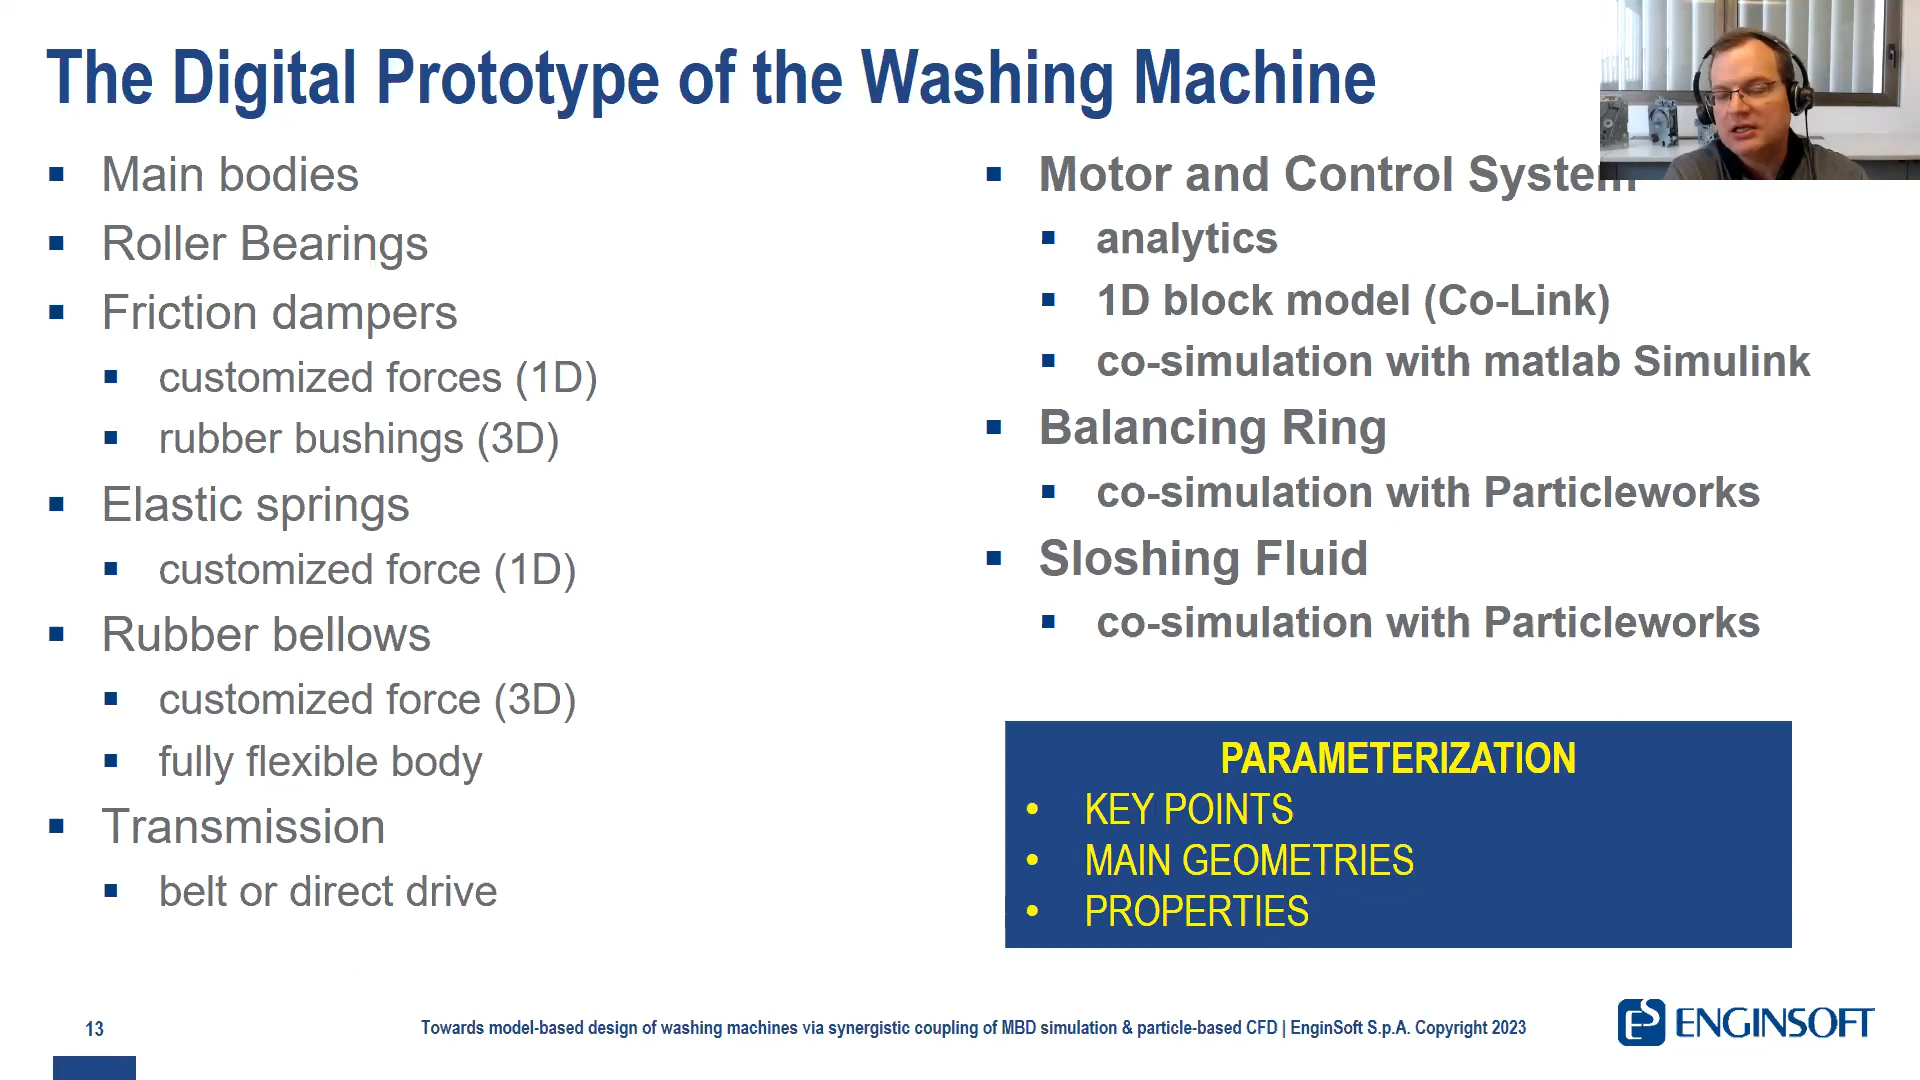 The Digital Prototype of the Washing Machine
Main bodies
Roller Bearings
Friction dampers
customized forces (1D)
rubber bushings (3D)
Elastic springs
customized force (1D)
Rubber bellows
customized force (3D)
fully flexible body
Transmission
belt or direct drive
Motor and Control System
analytics
1D block model (Co-Link)
co-simulation with matlab Simulink
Balancing Ring
co-simulation with Particleworks
Sloshing Fluid
co-simulation with Particleworks
PARAMETERIZATION
• KEY POINTS
• MAIN GEOMETRIES
• PROPERTIES
13
Towards model-based design of washing machines via synergistic coupling of MBD simulation & particle-based CFD | EnginSoft S.p.A. Copyright 2023
ES ENGINSOFT